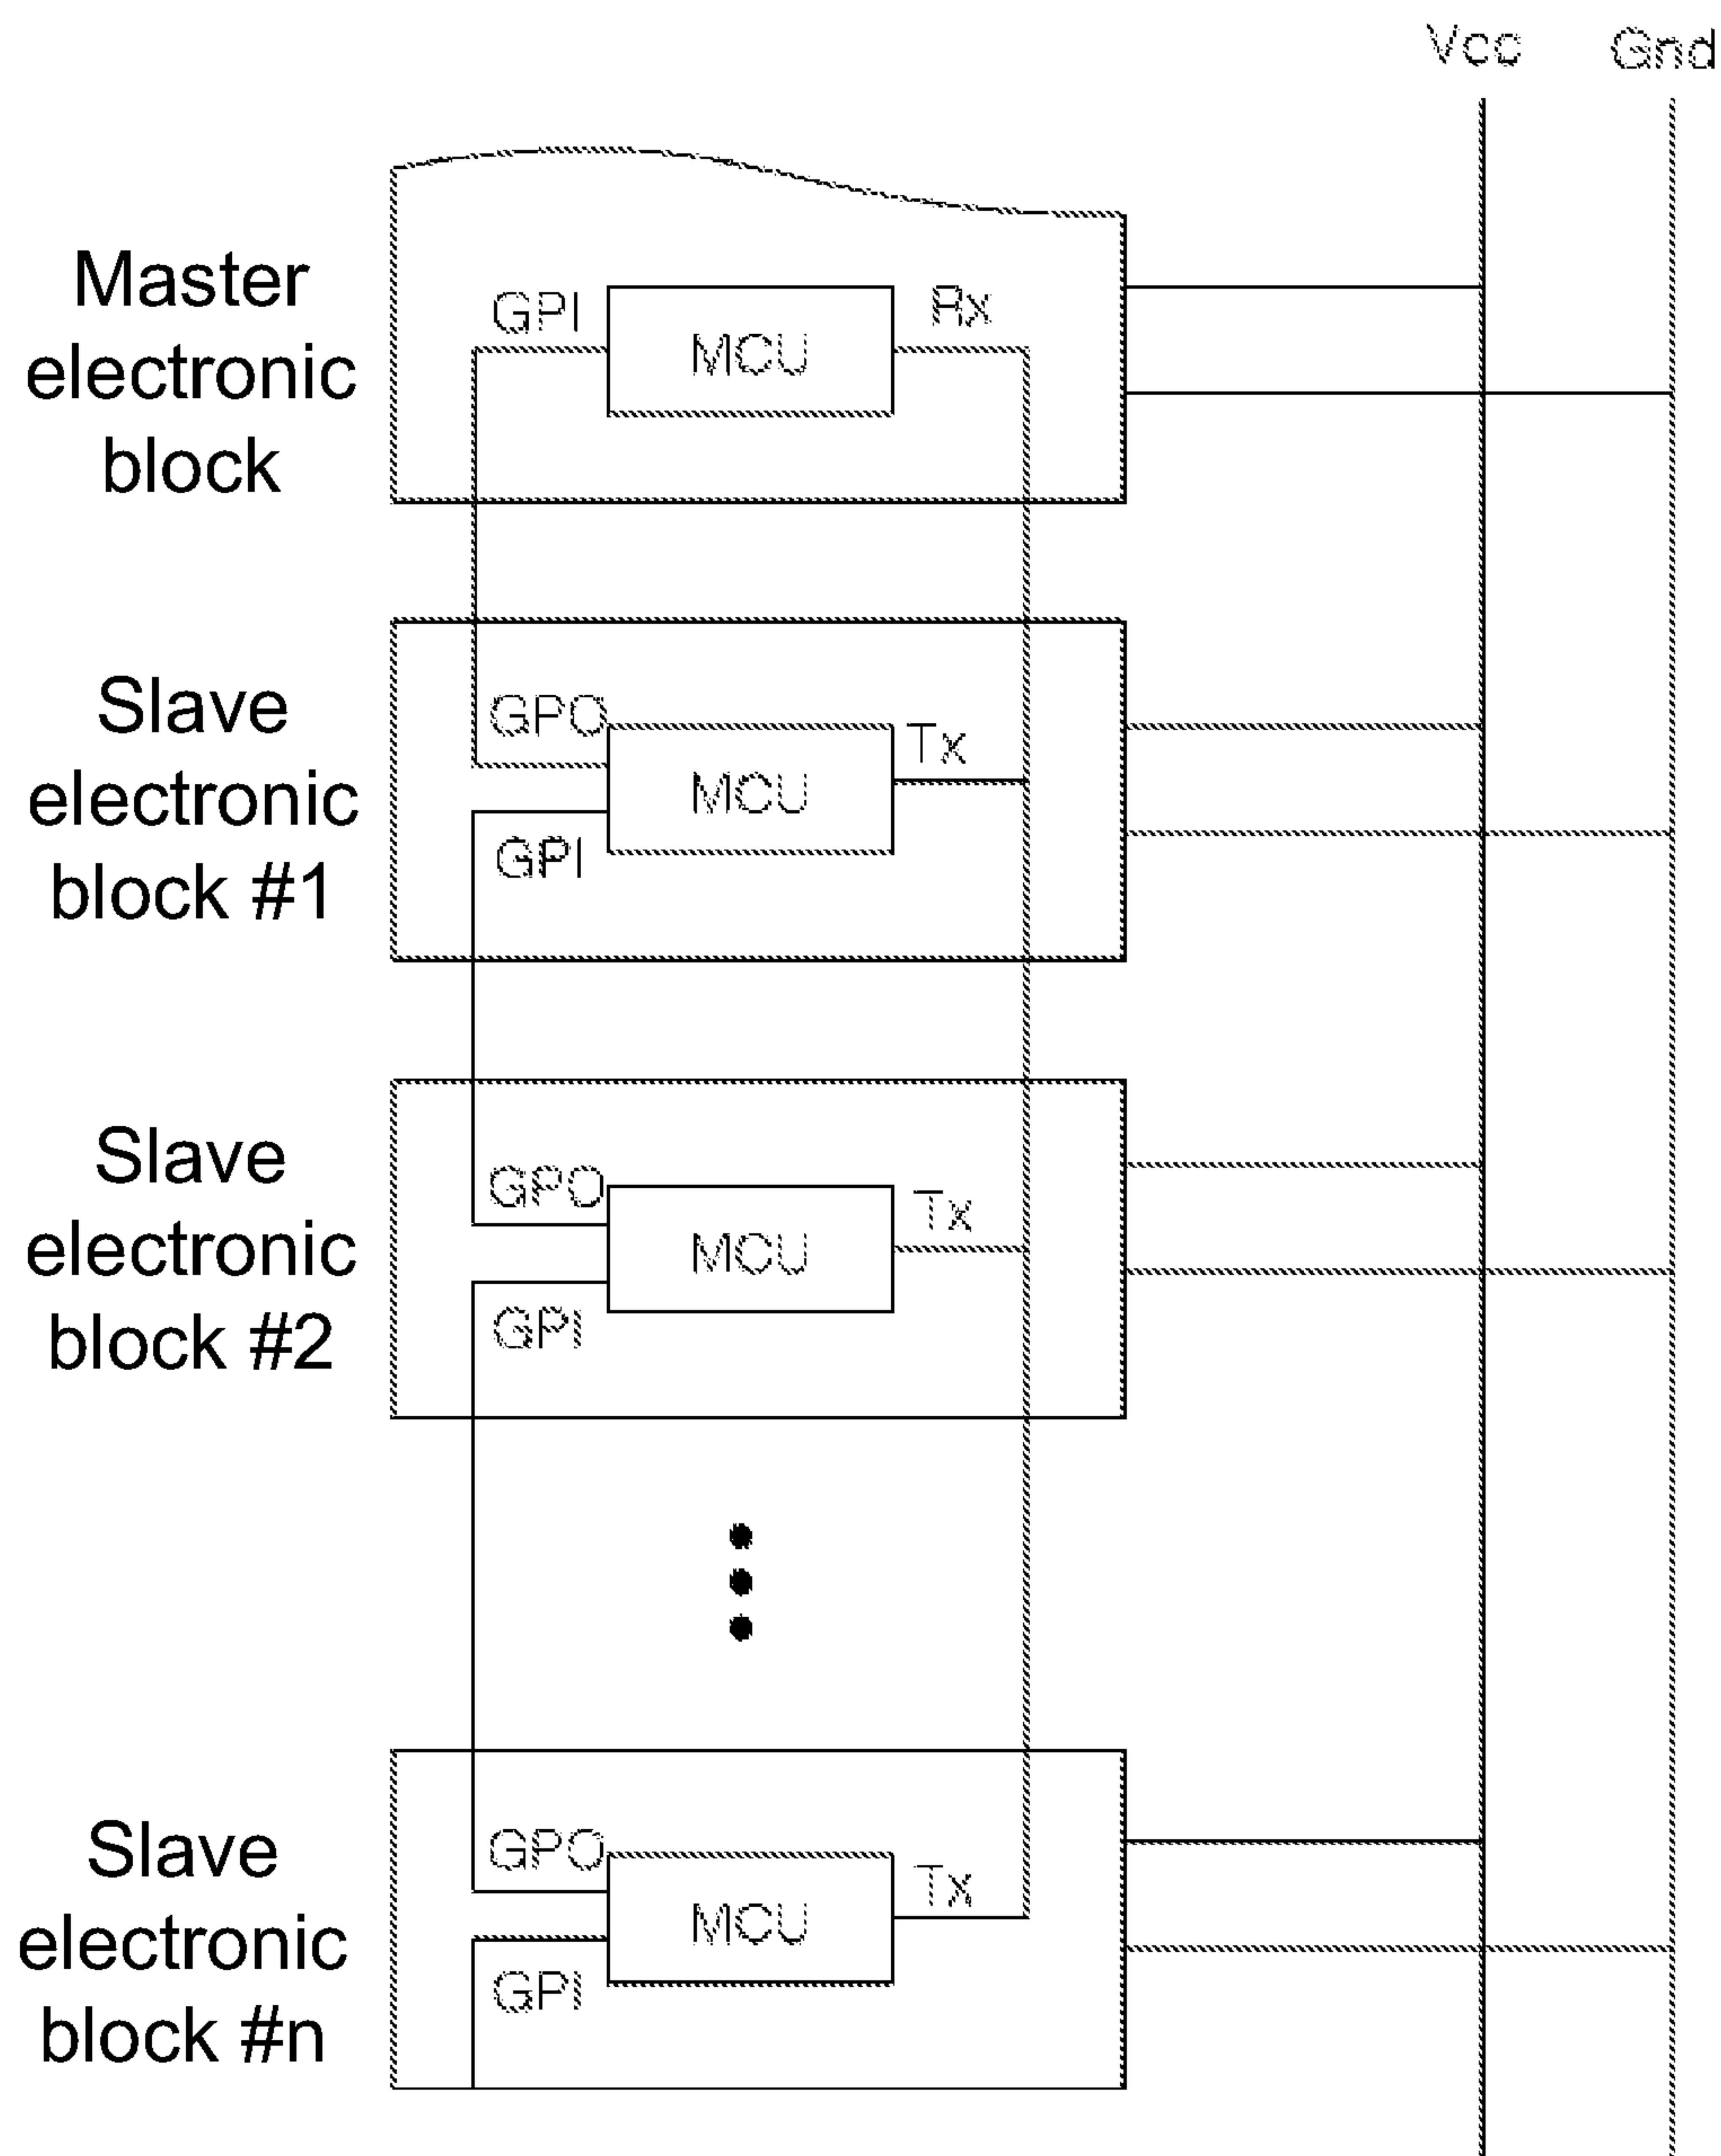 Vcc Gnd
Master
electronic
block
GPI
MCU
Rx
Slave
electronic
block #1
GPO
GPI
MCU
Tx
Slave
electronic
block #2
GPO
GPI
MCU
Tx
Slave
electronic
block #n
GPO
GPI
MCU
Tx